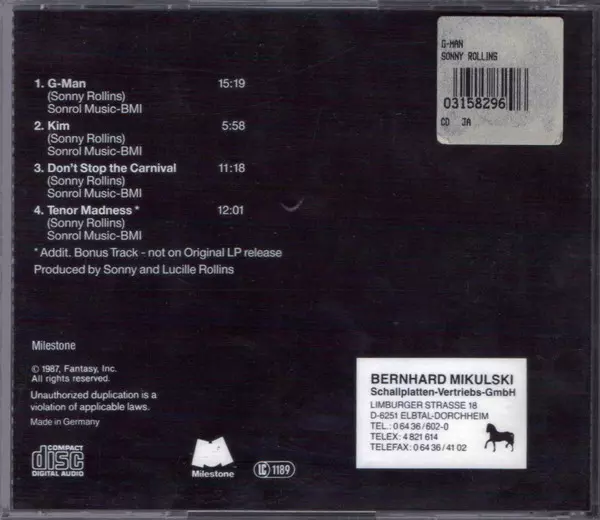 G-MAN
SONNY ROLLINS
03158296
CD JA
1. G-Man 15:19
(Sonny Rollins)
Sonrol Music-BMI
2. Kim 5:58
(Sonny Rollins)
Sonrol Music-BMI
3. Don't Stop the Carnival 11:18
(Sonny Rollins)
Sonrol Music-BMI
4. Tenor Madness * 12:01
(Sonny Rollins)
Sonrol Music-BMI
* Addit. Bonus Track - not on Original LP release
Produced by Sonny and Lucille Rollins
Milestone
© 1987, Fantasy, Inc.
All rights reserved.
Unauthorized duplication is a
violation of applicable laws.
Made in Germany
COMPACT
disc
DIGITAL AUDIO
Milestone
LC 1189
BERNHARD MIKULSKI
Schallplatten-Vertriebs-GmbH
LIMBURGER STRASSE 18
D-6251 ELBTAL-DORCHHEIM
TEL.: 0 64 36 / 602-0
TELEX: 4 821 614
TELEFAX: 0 64 36 / 41 02